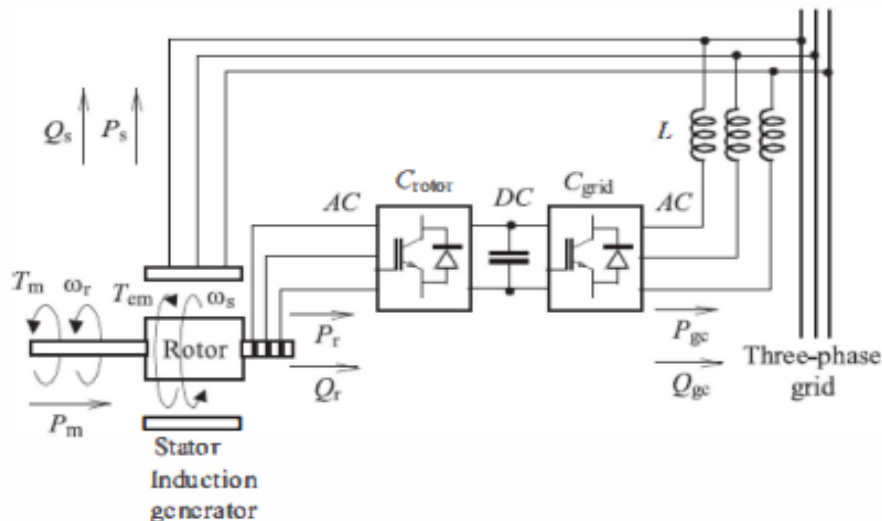 Qs Ps
L
Crotor
Cgrid
AC
DC
AC
Tm ωr Tem ωs
Rotor
Pr
Qr
Pgc
Qgc
Pm
Three-phase
grid
Stator
Induction
generator